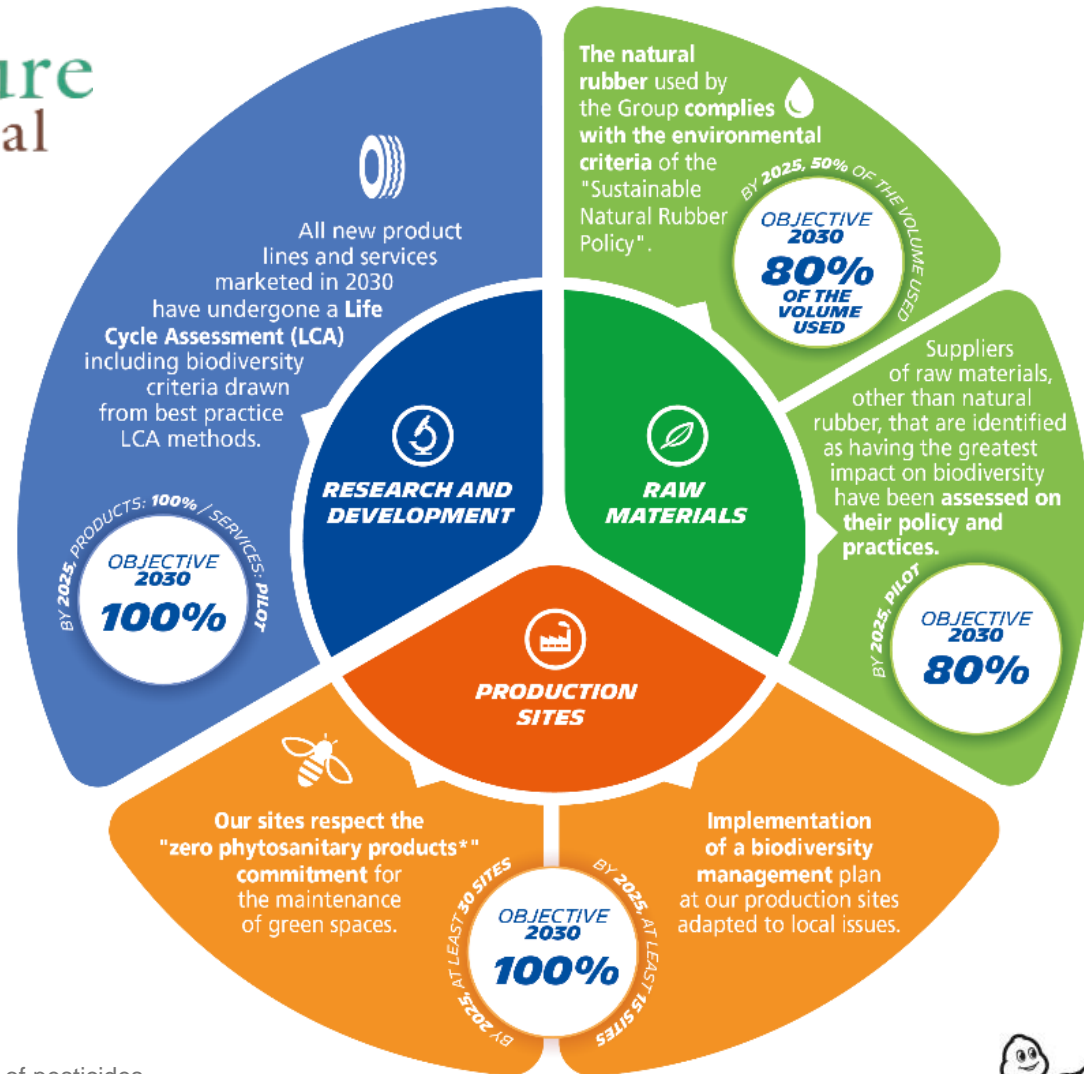 ure
al
All new product
lines and services
marketed in 2030
have undergone a Life
Cycle Assessment (LCA)
including biodiversity
criteria drawn
from best practice
LCA methods.
BY 2025, PRODUCTS: 100% / SERVICES: PILOT
OBJECTIVE
2030
100%
RESEARCH AND
DEVELOPMENT
The natural
rubber used by
the Group complies
with the environmental
criteria of the
"Sustainable
Natural Rubber
Policy".
BY 2025, 50% OF THE VOLUME USED
OBJECTIVE
2030
80%
OF THE
VOLUME
USED
RAW
MATERIALS
Suppliers
of raw materials,
other than natural
rubber, that are identified
as having the greatest
impact on biodiversity
have been assessed on
their policy and
practices.
BY 2025, PILOT
OBJECTIVE
2030
80%
PRODUCTION
SITES
Our sites respect the
"zero phytosanitary products*"
commitment for
the maintenance
of green spaces.
BY 2025, AT LEAST 30 SITES
OBJECTIVE
2030
100%
BY 2025, AT LEAST 15 SITES
Implementation
of a biodiversity
management plan
at our production sites
adapted to local issues.
of pesticides